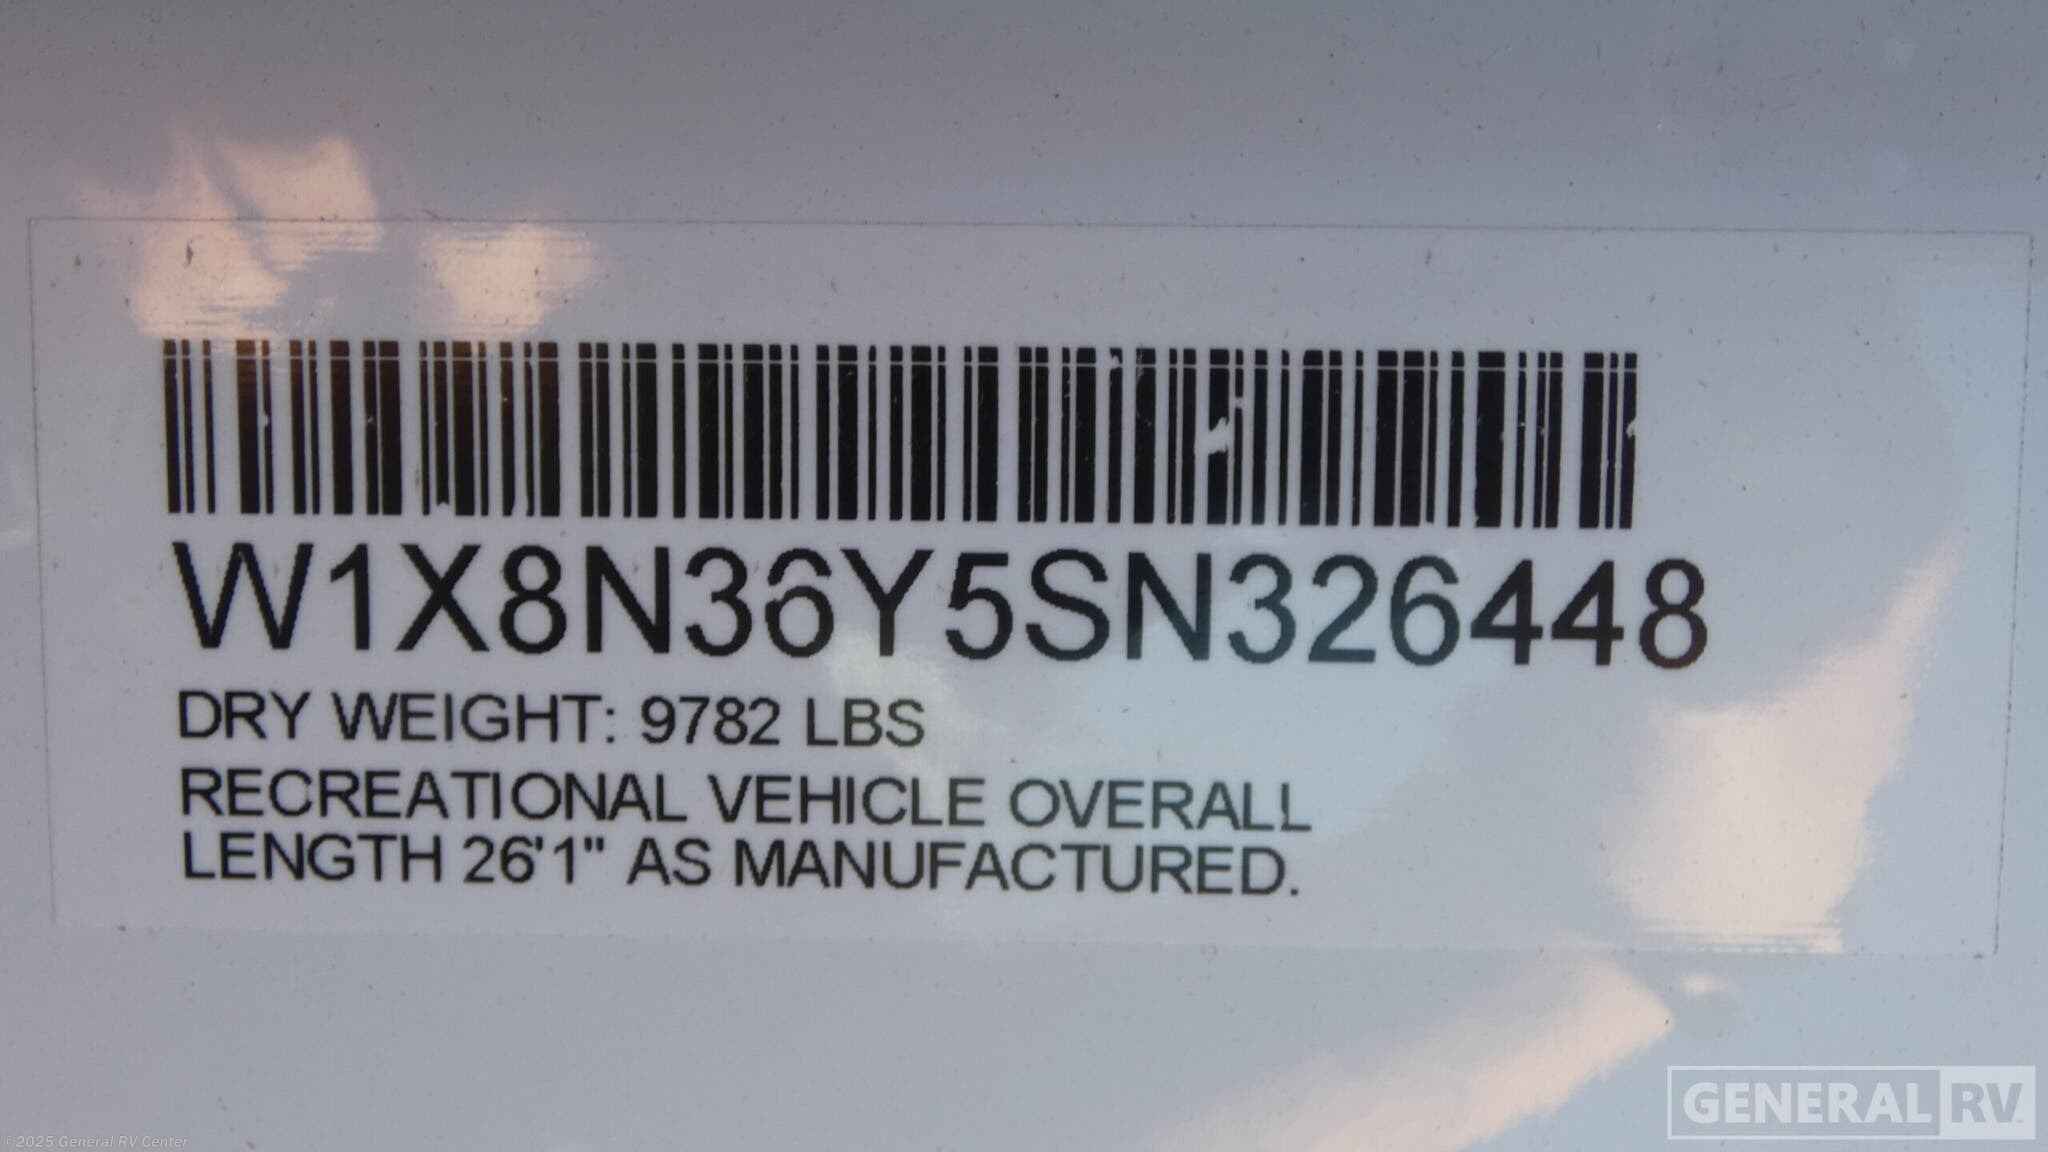 W1X8N36Y5SN326448
DRY WEIGHT: 9782 LBS
RECREATIONAL VEHICLE OVERALL
LENGTH 26'1" AS MANUFACTURED.
GENERAL RV
©2025 General RV Center